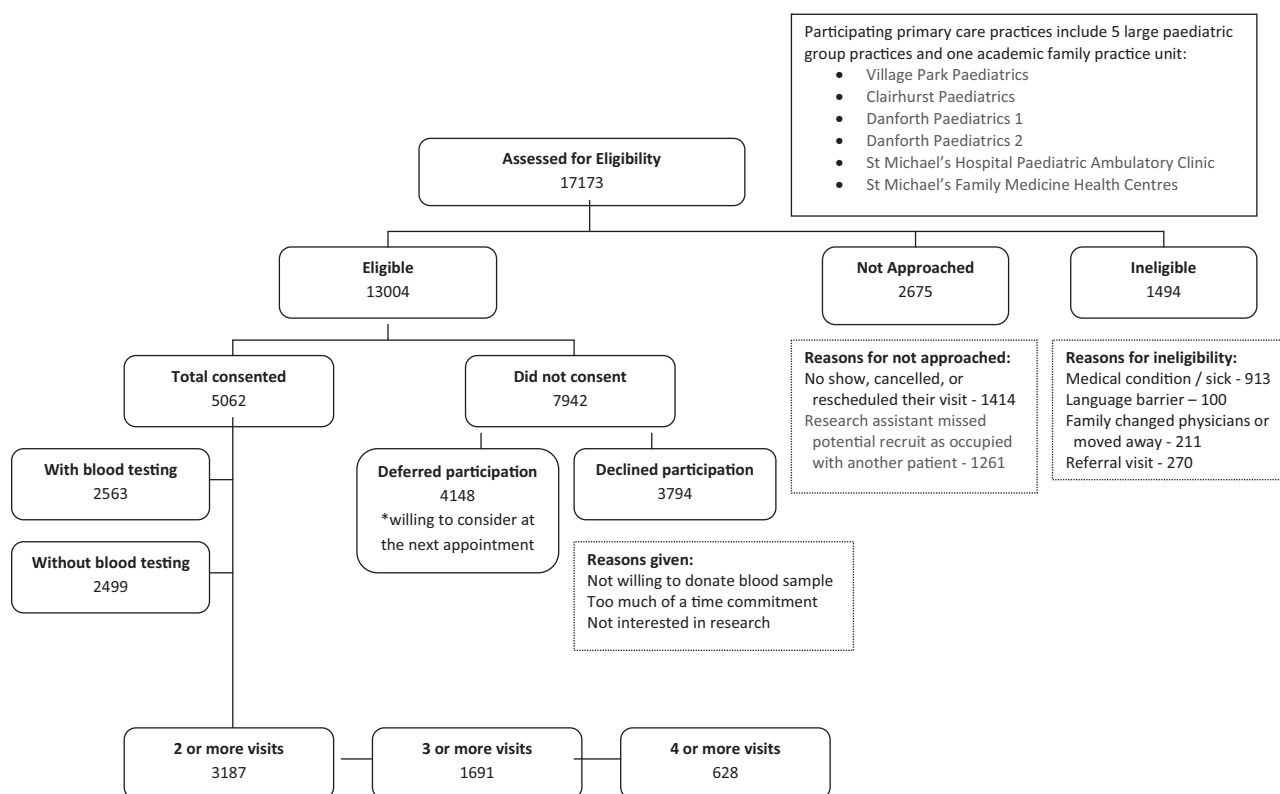 Participating primary care practices include 5 large paediatric
group practices and one academic family practice unit:
• Village Park Paediatrics
• Clairhurst Paediatrics
• Danforth Paediatrics 1
• Danforth Paediatrics 2
• St Michael’s Hospital Paediatric Ambulatory Clinic
• St Michael’s Family Medicine Health Centres
Assessed for Eligibility
17173
Eligible
13004
Not Approached
2675
Ineligible
1494
Reasons for not approached:
No show, cancelled, or
rescheduled their visit - 1414
Research assistant missed
potential recruit as occupied
with another patient - 1261
Reasons for ineligibility:
Medical condition / sick - 913
Language barrier – 100
Family changed physicians or
moved away - 211
Referral visit - 270
Total consented
5062
Did not consent
7942
With blood testing
2563
Without blood testing
2499
Deferred participation
4148
*willing to consider at
the next appointment
Declined participation
3794
Reasons given:
Not willing to donate blood sample
Too much of a time commitment
Not interested in research
2 or more visits
3187
3 or more visits
1691
4 or more visits
628